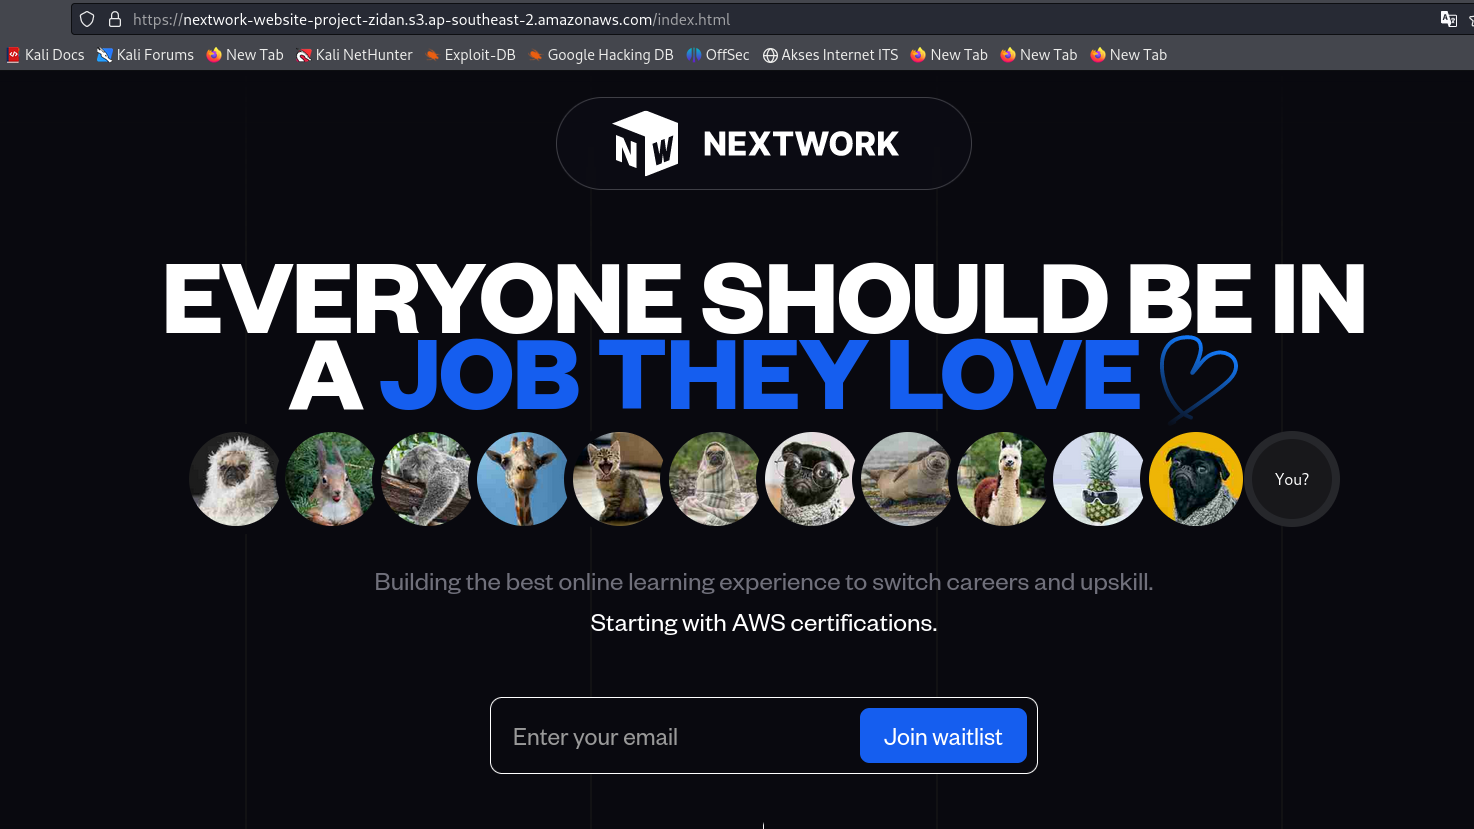 https://nextwork-website-project-zidan.s3.ap-southeast-2.amazonaws.com/index.html
Kali Docs Kali Forums New Tab Kali NetHunter Exploit-DB Google Hacking DB OffSec Akses Internet ITS New Tab New Tab New Tab
NW NEXTWORK
EVERYONE SHOULD BE IN
A JOB THEY LOVE
You?
Building the best online learning experience to switch careers and upskill.
Starting with AWS certifications.
Enter your email Join waitlist